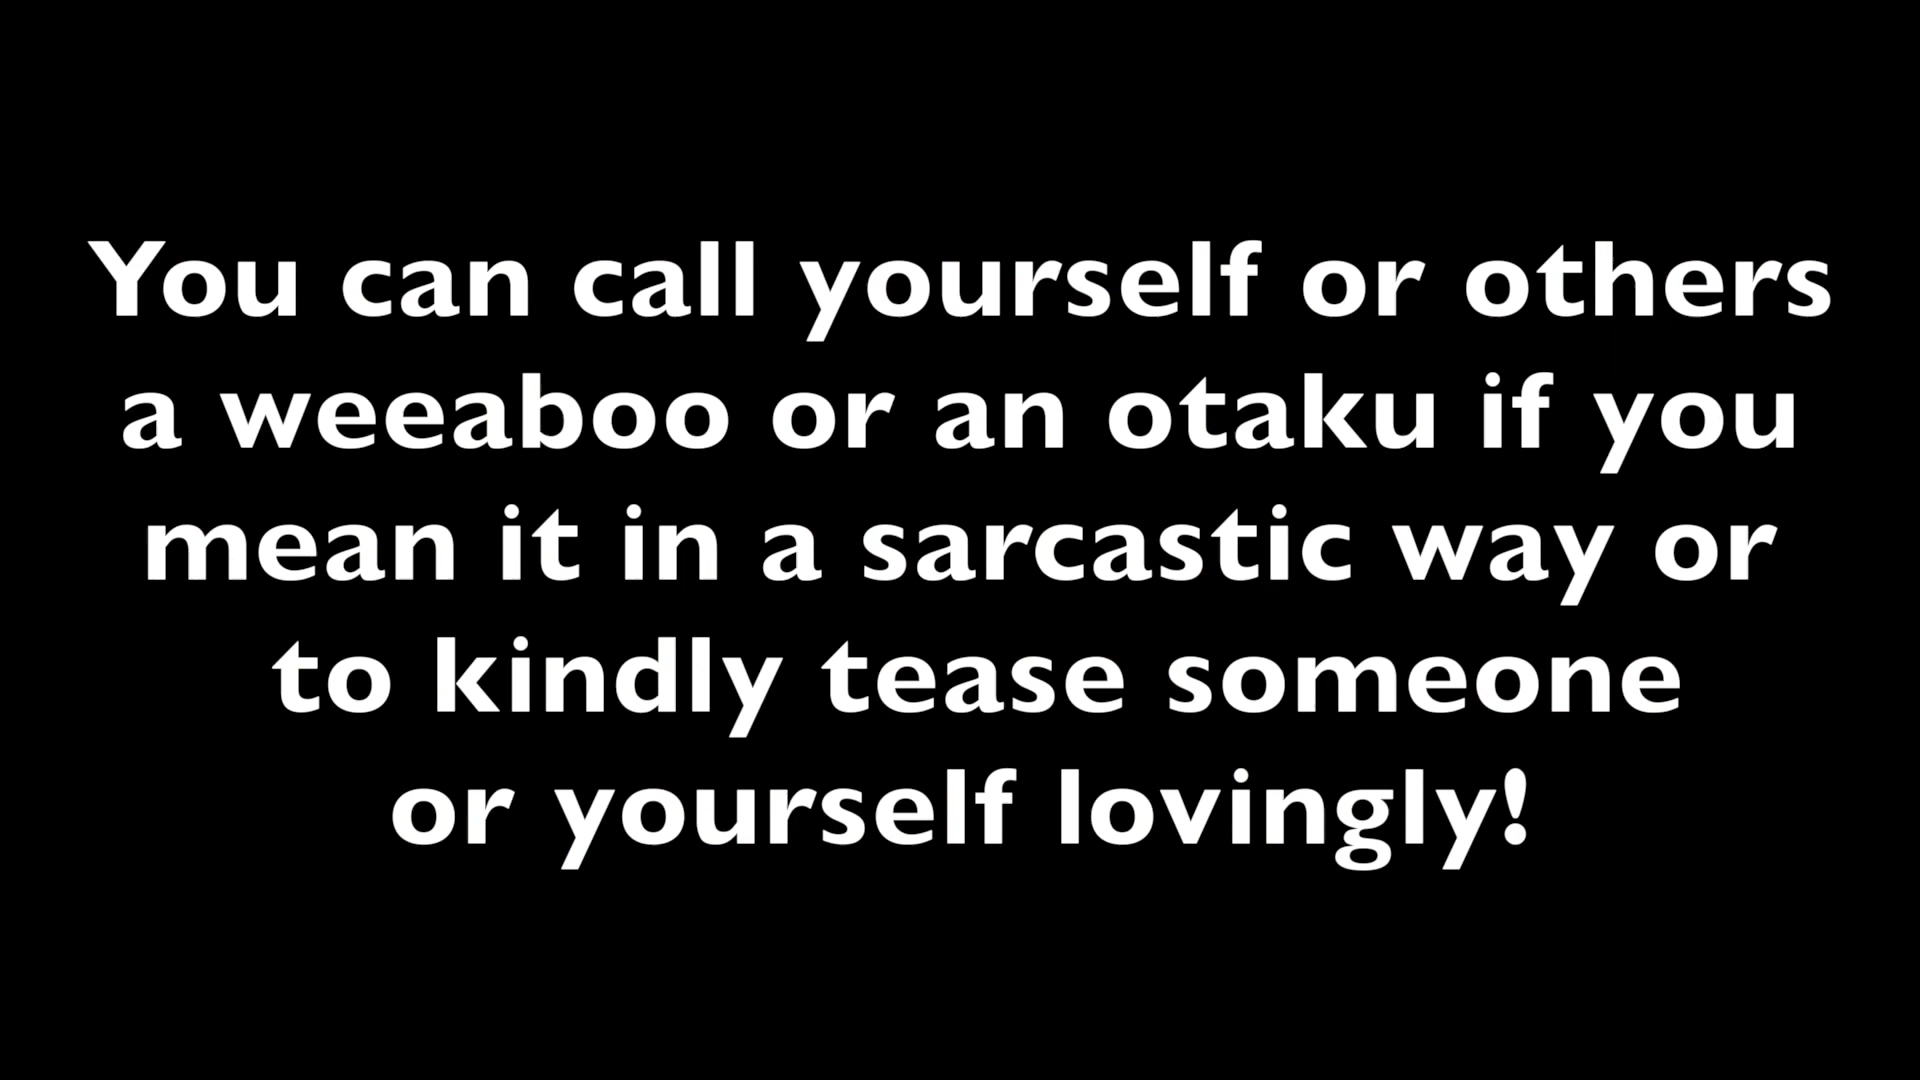 You can call yourself or others
a weeaboo or an otaku if you
mean it in a sarcastic way or
to kindly tease someone
or yourself lovingly!